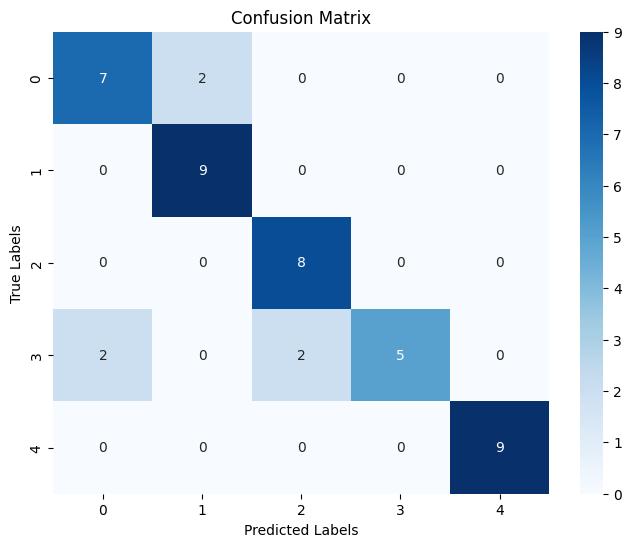 Confusion Matrix
True Labels
0 7 2 0 0 0
1 0 9 0 0 0
2 0 0 8 0 0
3 2 0 2 5 0
4 0 0 0 0 9
0 1 2 3 4
Predicted Labels
9
8
7
6
5
4
3
2
1
0